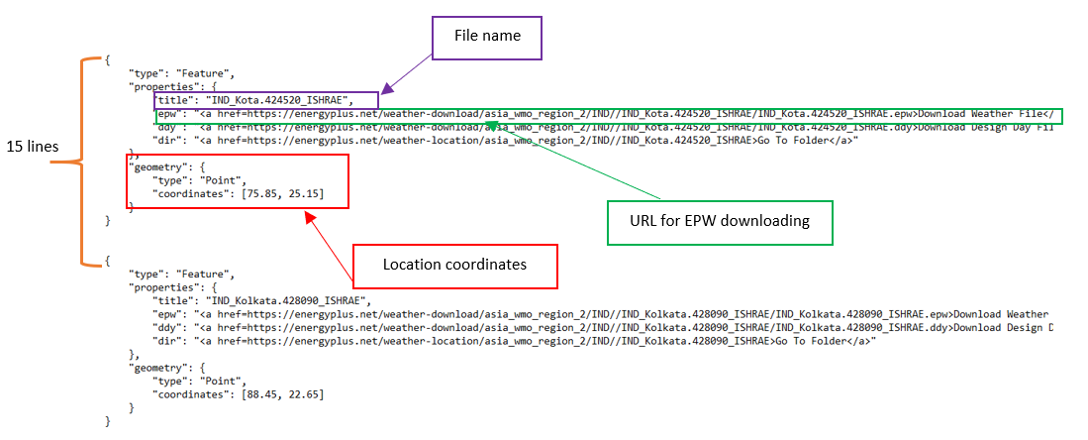 File name
{
"type": "Feature",
"properties": {
"title": "IND_Kota.424520_ISHRAE",
"epw": "<a href=https://energyplus.net/weather-download/asia_wmo_region_2/IND//IND_Kota.424520_ISHRAE/IND_Kota.424520_ISHRAE.epw>Download Weather File</
"ddy": "<a href=https://energyplus.net/weather-download/asia_wmo_region_2/IND//IND_Kota.424520_ISHRAE/IND_Kota.424520_ISHRAE.ddy>Download Design Day Fil
15 lines
"dir": "<a href=https://energyplus.net/weather-location/asia_wmo_region_2/IND//IND_Kota.424520_ISHRAE>Go To Folder</a>"
},
"geometry": {
"type": "Point",
"coordinates": [75.85, 25.15]
}
}
URL for EPW downloading
Location coordinates
{
"type": "Feature",
"properties": {
"title": "IND_Kolkata.428090_ISHRAE",
"epw": "<a href=https://energyplus.net/weather-download/asia_wmo_region_2/IND//IND_Kolkata.428090_ISHRAE/IND_Kolkata.428090_ISHRAE.epw>Download Weather
"ddy": "<a href=https://energyplus.net/weather-download/asia_wmo_region_2/IND//IND_Kolkata.428090_ISHRAE/IND_Kolkata.428090_ISHRAE.ddy>Download Design D
"dir": "<a href=https://energyplus.net/weather-location/asia_wmo_region_2/IND//IND_Kolkata.428090_ISHRAE>Go To Folder</a>"
},
"geometry": {
"type": "Point",
"coordinates": [88.45, 22.65]
}
}